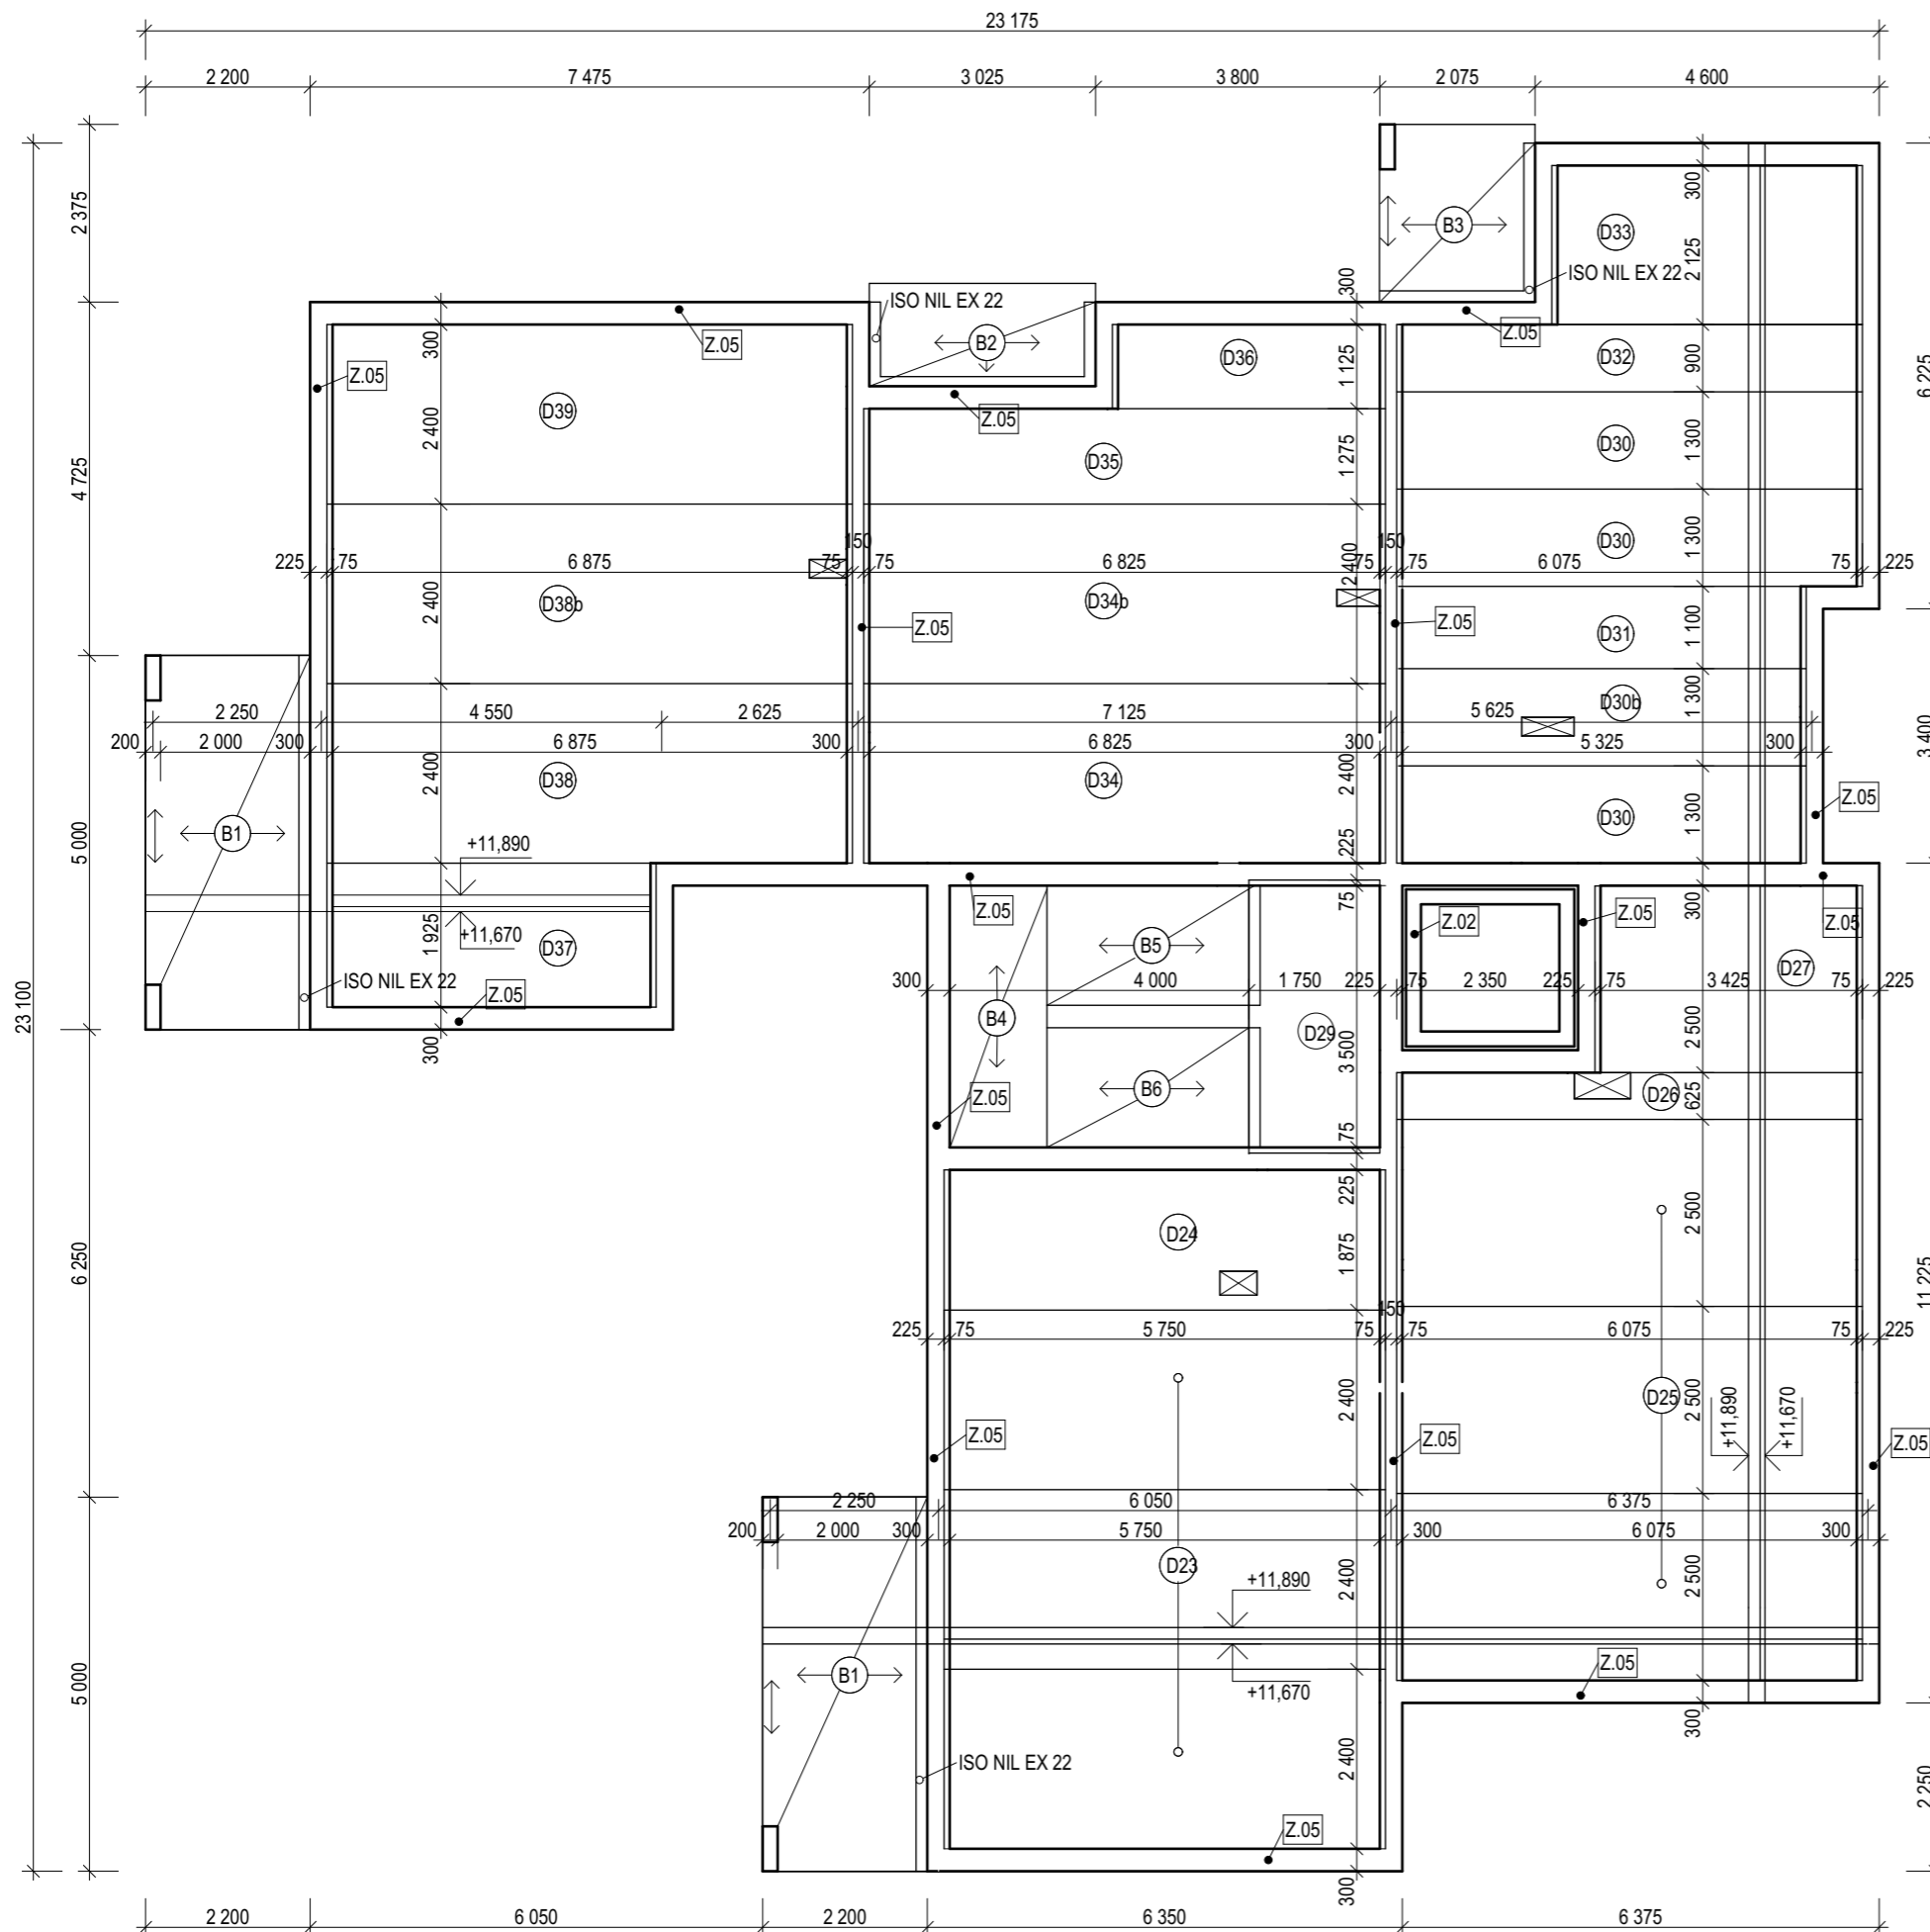 23 175
2 200 7 475 3 025 3 800 2 075 4 600
23 100
2 375
4 725
5 000
6 250
5 000
6 225
3 400
11 225
2 250
B3
D33
300
2 125
ISO NIL EX 22
ISO NIL EX 22
300
Z.05
Z.05
B2
Z.05
D36
D32
300
1 125
900
Z.05
D39
Z.05
2 400
D35
1 275
D30
1 300
D30
1 300
150
150
225 75 6 875 75 75 6 825 75 75 6 075 75 225
2 400
D38b
2 400
D34b
Z.05
Z.05
D31
1 100
D30b
1 300
2 250 4 550 2 625 7 125 5 625
200 2 000 300 6 875 300 6 825 300 5 325 300
2 400
D38
D34
2 400
D30
1 300
Z.05
B1
+11,890
225
+11,670
1 925
D37
ISO NIL EX 22
Z.05
300
Z.05
75
Z.02
Z.05
300
Z.05
B5
D27
300 4 000 1 750 225 75 2 350 225 75 3 425 75 225
B4
D29
3 500
2 500
B6
Z.05
D26
625
75
225
D24
1 875
2 500
150
225 75 5 750 75 75 6 075 75 225
2 400
D25
2 500
+11,890
+11,670
Z.05
Z.05
Z.05
2 250 6 050 6 375
200 2 000 300 5 750 300 6 075 300
D23
2 400
2 500
+11,890
+11,670
B1
Z.05
300
ISO NIL EX 22
2 400
Z.05
300
2 200 6 050 2 200 6 350 6 375